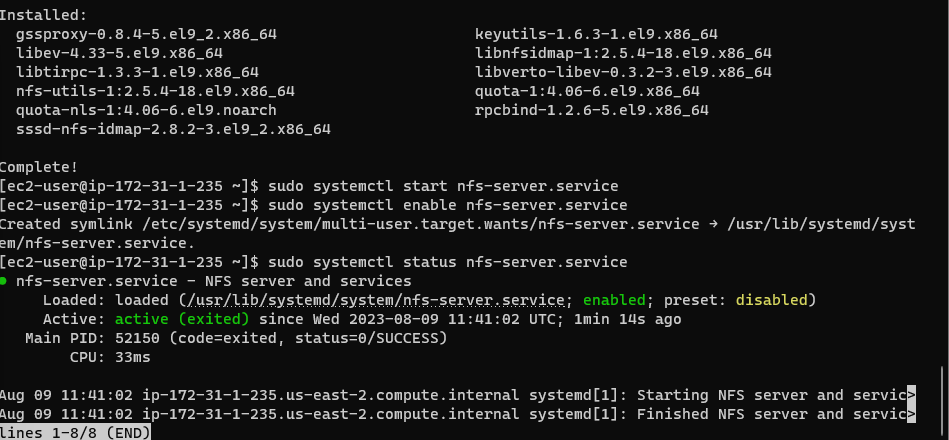 Installed:
gssproxy-0.8.4-5.el9_2.x86_64 keyutils-1.6.3-1.el9.x86_64
libev-4.33-5.el9.x86_64 libnfsidmap-1:2.5.4-18.el9.x86_64
libtirpc-1.3.3-1.el9.x86_64 libverto-libev-0.3.2-3.el9.x86_64
nfs-utils-1:2.5.4-18.el9.x86_64 quota-1:4.06-6.el9.x86_64
quota-nls-1:4.06-6.el9.noarch rpcbind-1.2.6-5.el9.x86_64
sssd-nfs-idmap-2.8.2-3.el9_2.x86_64
Complete!
[ec2-user@ip-172-31-1-235 ~]$ sudo systemctl start nfs-server.service
[ec2-user@ip-172-31-1-235 ~]$ sudo systemctl enable nfs-server.service
Created symlink /etc/systemd/system/multi-user.target.wants/nfs-server.service → /usr/lib/systemd/syst
em/nfs-server.service.
[ec2-user@ip-172-31-1-235 ~]$ sudo systemctl status nfs-server.service
● nfs-server.service - NFS server and services
Loaded: loaded (/usr/lib/systemd/system/nfs-server.service; enabled; preset: disabled)
Active: active (exited) since Wed 2023-08-09 11:41:02 UTC; 1min 14s ago
Main PID: 52150 (code=exited, status=0/SUCCESS)
CPU: 33ms
Aug 09 11:41:02 ip-172-31-1-235.us-east-2.compute.internal systemd[1]: Starting NFS server and servic>
Aug 09 11:41:02 ip-172-31-1-235.us-east-2.compute.internal systemd[1]: Finished NFS server and servic>
lines 1-8/8 (END)